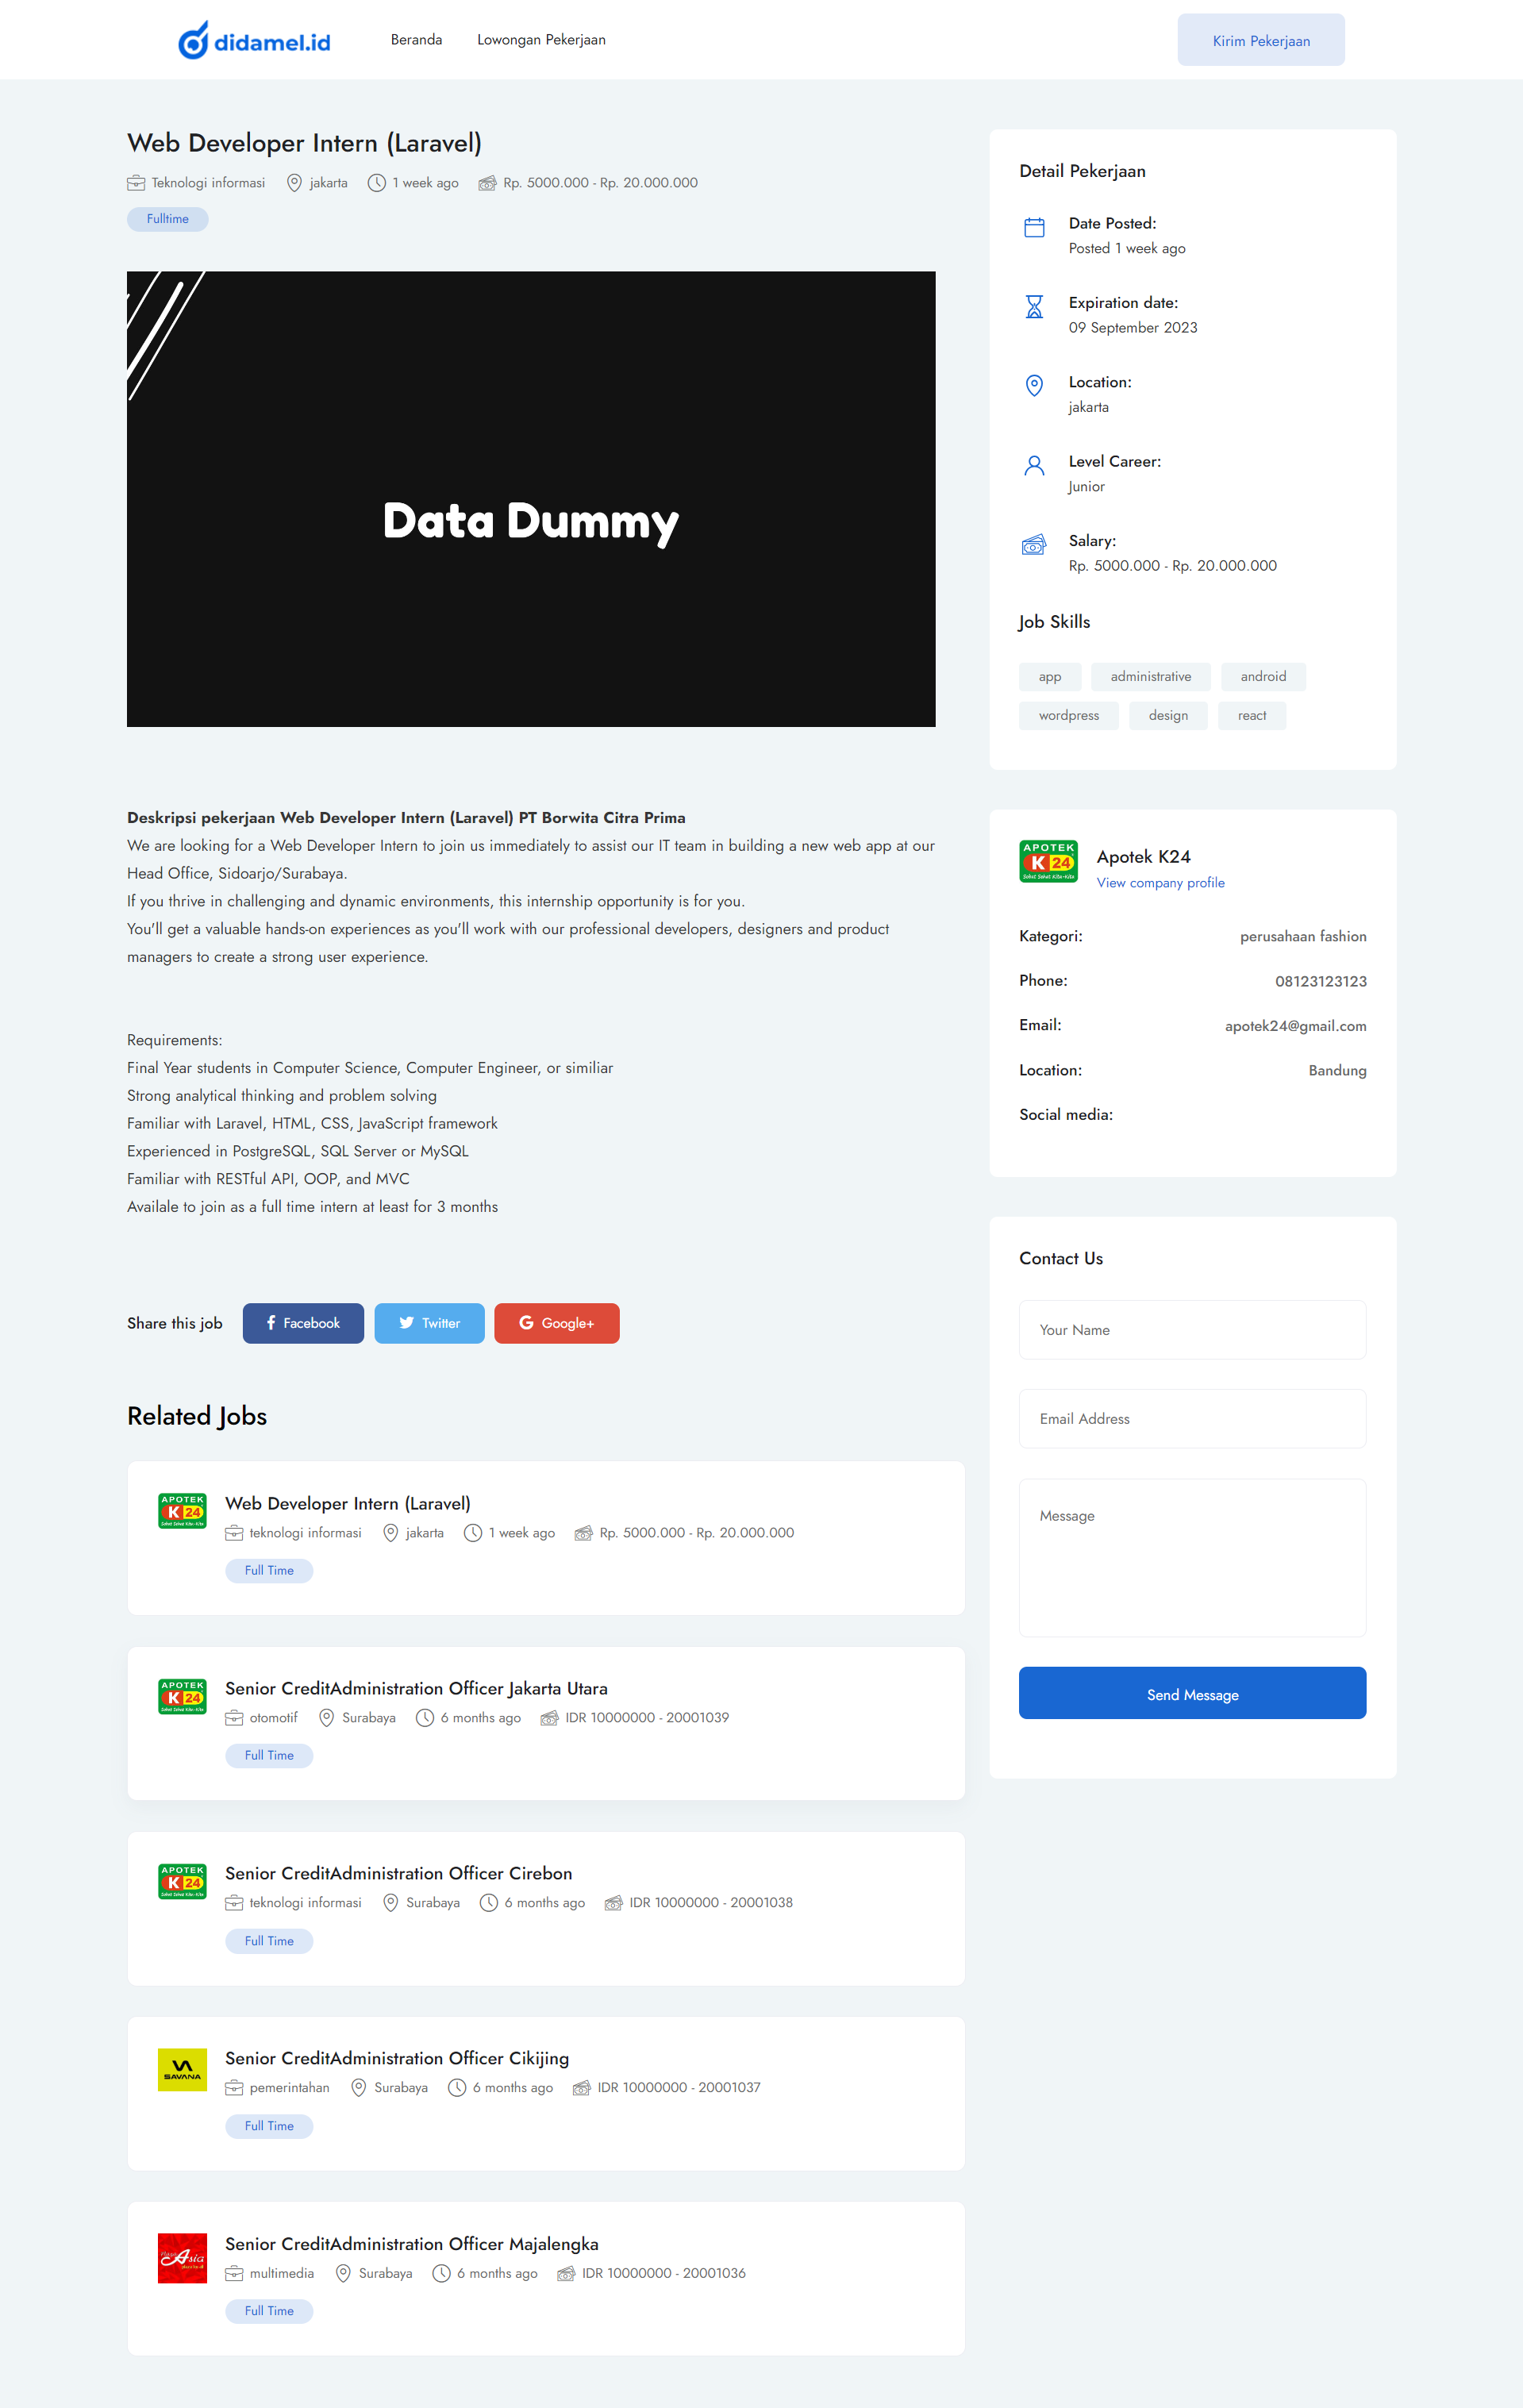 didamel.id
Beranda
Lowongan Pekerjaan
Kirim Pekerjaan
Web Developer Intern (Laravel)
Teknologi informasi
jakarta
1 week ago
Rp. 5000.000 - Rp. 20.000.000
Fulltime
Data Dummy
Deskripsi pekerjaan Web Developer Intern (Laravel) PT Borwita Citra Prima
We are looking for a Web Developer Intern to join us immediately to assist our IT team in building a new web app at our
Head Office, Sidoarjo/Surabaya.
If you thrive in challenging and dynamic environments, this internship opportunity is for you.
You'll get a valuable hands-on experiences as you'll work with our professional developers, designers and product
managers to create a strong user experience.
Requirements:
Final Year students in Computer Science, Computer Engineer, or similiar
Strong analytical thinking and problem solving
Familiar with Laravel, HTML, CSS, JavaScript framework
Experienced in PostgreSQL, SQL Server or MySQL
Familiar with RESTful API, OOP, and MVC
Availale to join as a full time intern at least for 3 months
Share this job
Facebook
Twitter
Google+
Related Jobs
APOTEK
K 24
Web Developer Intern (Laravel)
teknologi informasi
jakarta
1 week ago
Rp. 5000.000 - Rp. 20.000.000
Full Time
APOTEK
K 24
Senior CreditAdministration Officer Jakarta Utara
otomotif
Surabaya
6 months ago
IDR 10000000 - 20001039
Full Time
APOTEK
K 24
Senior CreditAdministration Officer Cirebon
teknologi informasi
Surabaya
6 months ago
IDR 10000000 - 20001038
Full Time
SAVANA
Senior CreditAdministration Officer Cikijing
pemerintahan
Surabaya
6 months ago
IDR 10000000 - 20001037
Full Time
Asia
Senior CreditAdministration Officer Majalengka
multimedia
Surabaya
6 months ago
IDR 10000000 - 20001036
Full Time
Detail Pekerjaan
Date Posted:
Posted 1 week ago
Expiration date:
09 September 2023
Location:
jakarta
Level Career:
Junior
Salary:
Rp. 5000.000 - Rp. 20.000.000
Job Skills
app
administrative
android
wordpress
design
react
APOTEK
K 24
Apotek K24
View company profile
Kategori:
perusahaan fashion
Phone:
08123123123
Email:
apotek24@gmail.com
Location:
Bandung
Social media:
Contact Us
Your Name
Email Address
Message
Send Message